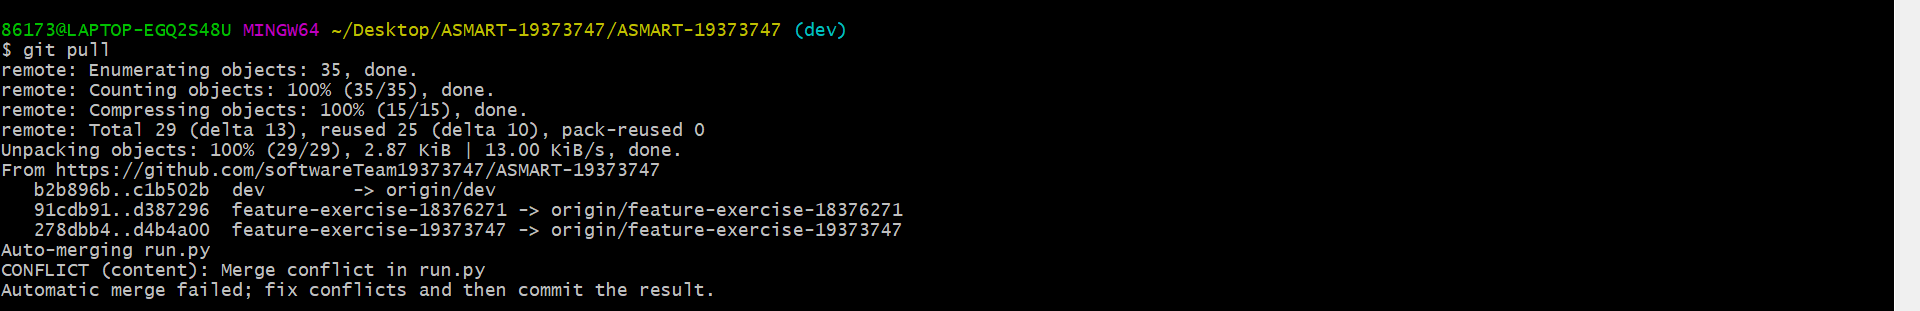 86173@LAPTOP-EGQ2S48U MINGW64 ~/Desktop/ASMART-19373747/ASMART-19373747 (dev)
$ git pull
remote: Enumerating objects: 35, done.
remote: Counting objects: 100% (35/35), done.
remote: Compressing objects: 100% (15/15), done.
remote: Total 29 (delta 13), reused 25 (delta 10), pack-reused 0
Unpacking objects: 100% (29/29), 2.87 KiB | 13.00 KiB/s, done.
From https://github.com/softwareTeam19373747/ASMART-19373747
   b2b896b..c1b502b  dev        -> origin/dev
   91cdb91..d387296  feature-exercise-18376271 -> origin/feature-exercise-18376271
   278dbb4..d4b4a00  feature-exercise-19373747 -> origin/feature-exercise-19373747
Auto-merging run.py
CONFLICT (content): Merge conflict in run.py
Automatic merge failed; fix conflicts and then commit the result.